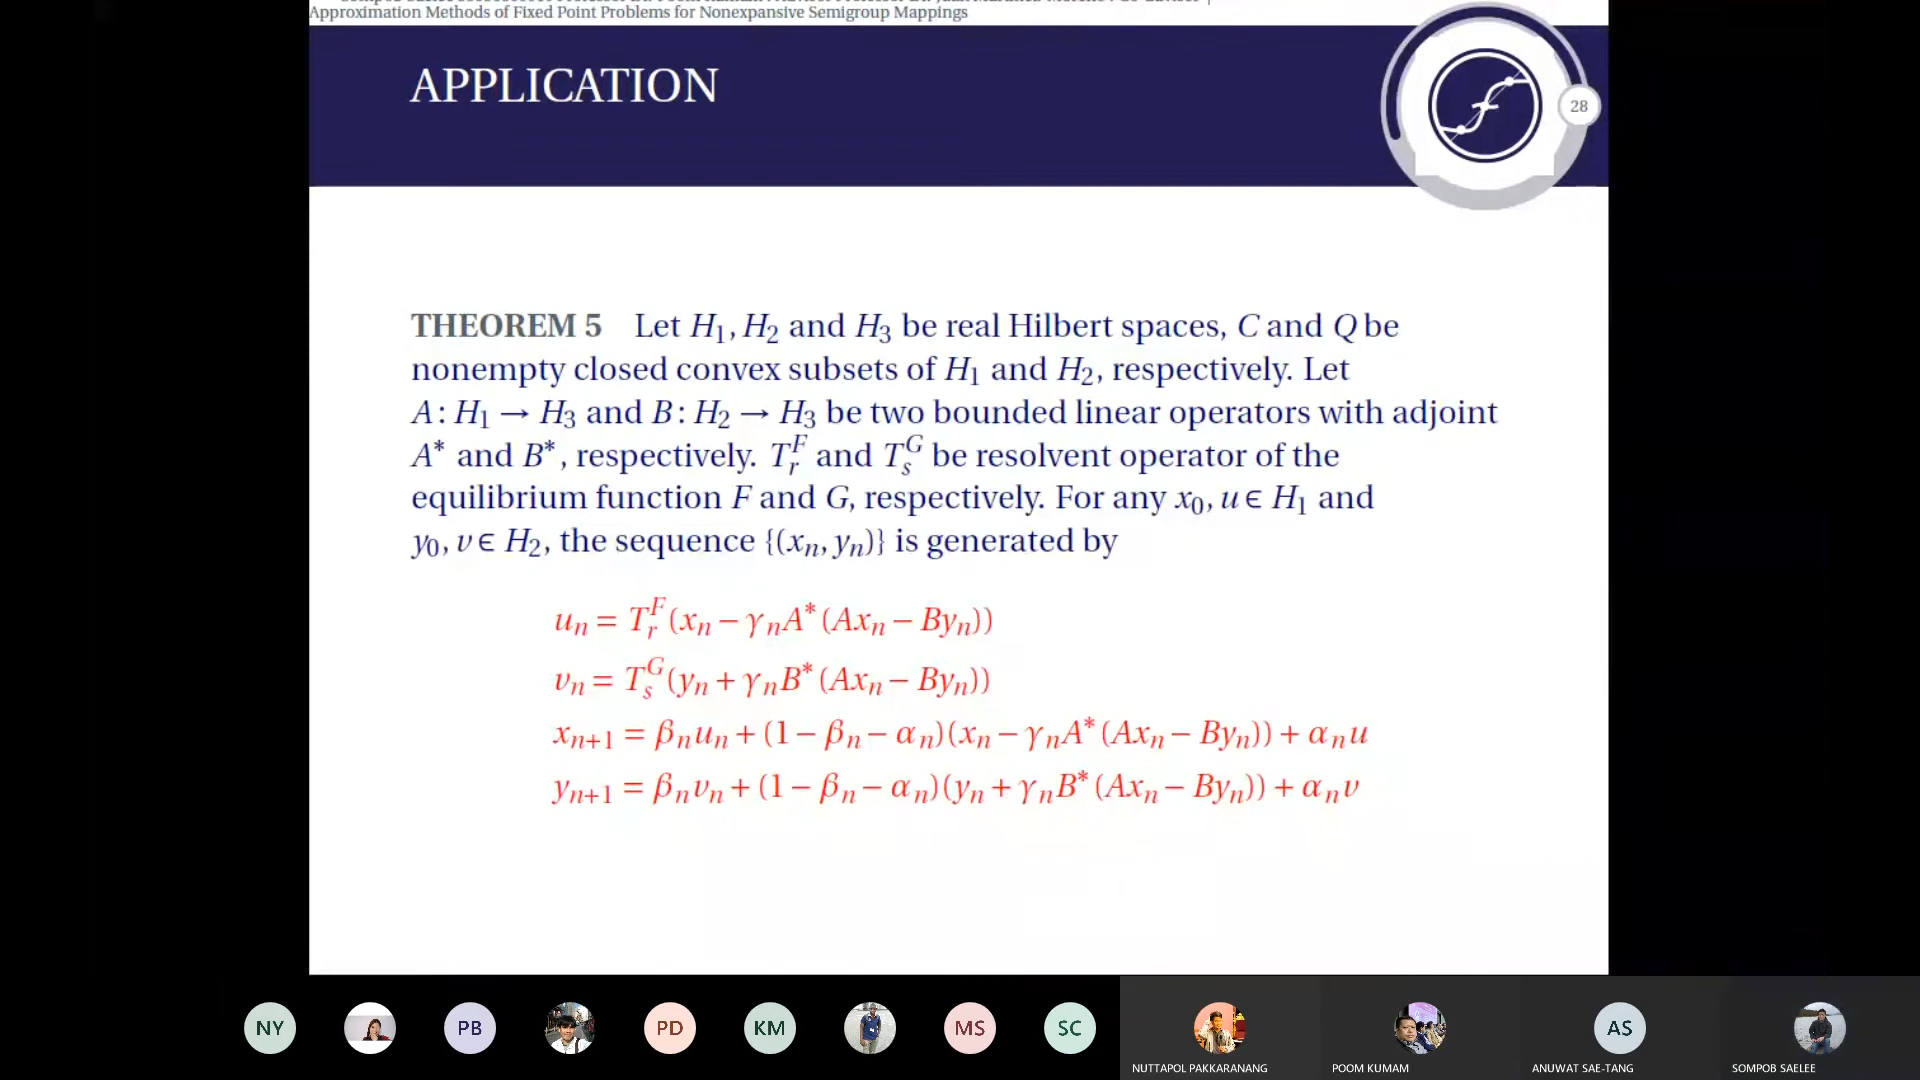 Approximation Methods of Fixed Point Problems for Nonexpansive Semigroup Mappings
APPLICATION
28
THEOREM 5 Let H₁, H₂ and H₃ be real Hilbert spaces, C and Q be
nonempty closed convex subsets of H₁ and H₂, respectively. Let
A: H₁ → H₃ and B: H₂ → H₃ be two bounded linear operators with adjoint
A* and B*, respectively. T_r^F and T_s^G be resolvent operator of the
equilibrium function F and G, respectively. For any x₀, u ∈ H₁ and
y₀, v ∈ H₂, the sequence {(xₙ, yₙ)} is generated by
uₙ = T_r^F(xₙ − γₙA*(Axₙ − Byₙ))
vₙ = T_s^G(yₙ + γₙB*(Axₙ − Byₙ))
xₙ₊₁ = βₙuₙ + (1 − βₙ − αₙ)(xₙ − γₙA*(Axₙ − Byₙ)) + αₙu
yₙ₊₁ = βₙvₙ + (1 − βₙ − αₙ)(yₙ + γₙB*(Axₙ − Byₙ)) + αₙv
NY PB PD KM MS SC AS
NUTTAPOL PAKKARANANG POOM KUMAM ANUWAT SAE-TANG SOMPOB SAELEE